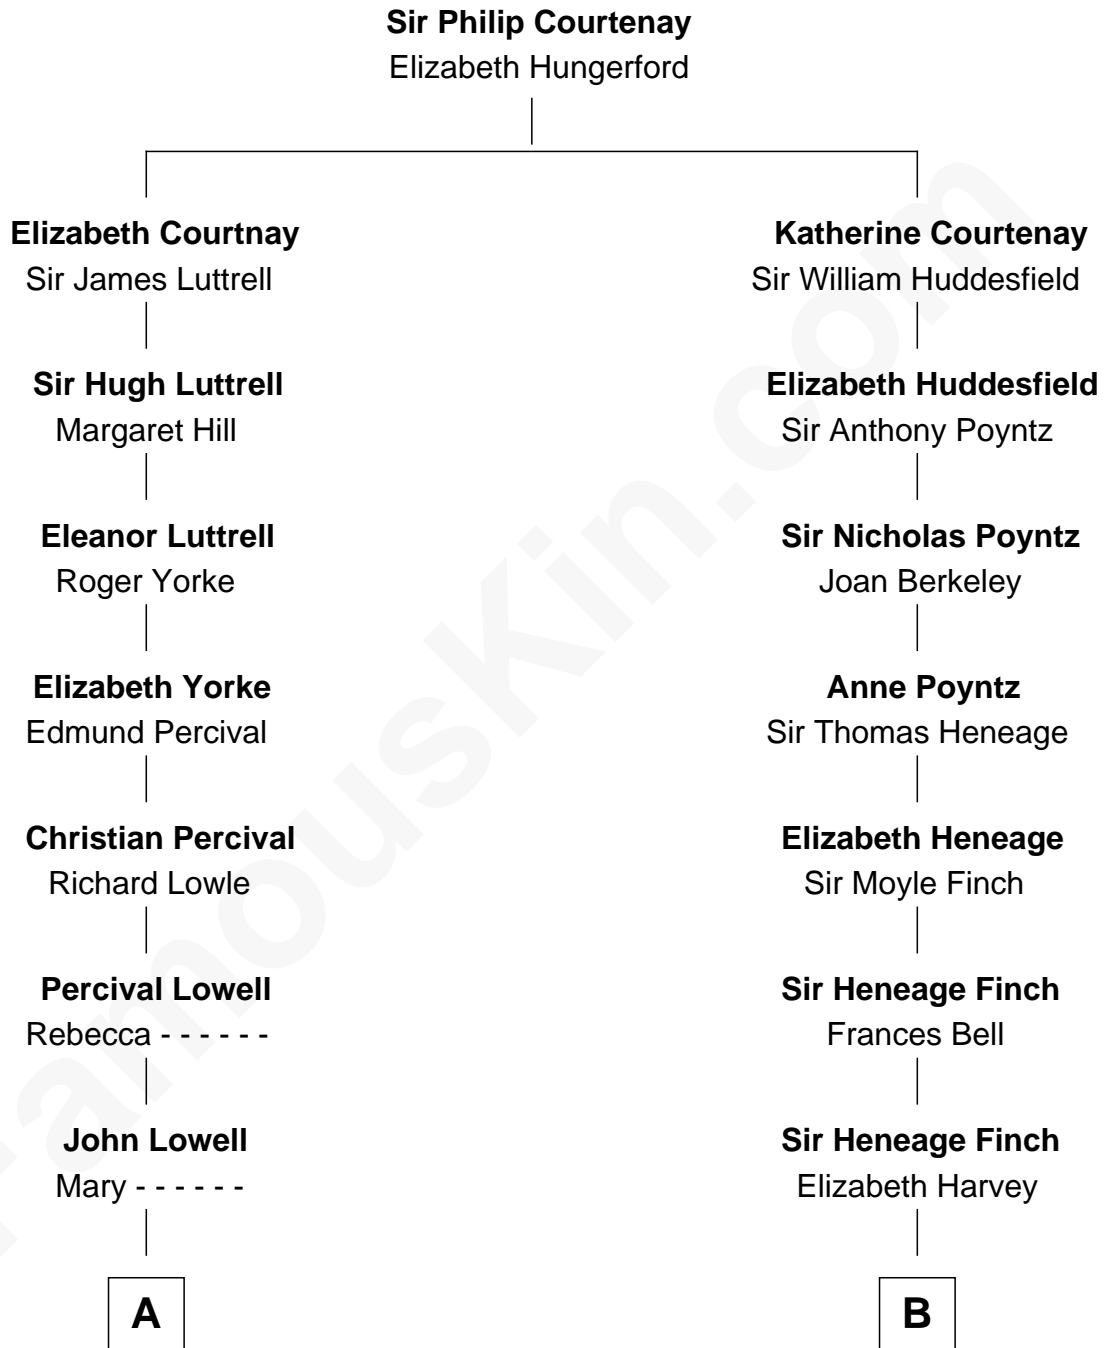 Sir Philip Courtenay
Elizabeth Hungerford
Elizabeth Courtnay
Sir James Luttrell
Sir Hugh Luttrell
Margaret Hill
Eleanor Luttrell
Roger Yorke
Elizabeth Yorke
Edmund Percival
Christian Percival
Richard Lowle
Percival Lowell
Rebecca - - - - - -
John Lowell
Mary - - - - - -
A
Katherine Courtenay
Sir William Huddesfield
Elizabeth Huddesfield
Sir Anthony Poyntz
Sir Nicholas Poyntz
Joan Berkeley
Anne Poyntz
Sir Thomas Heneage
Elizabeth Heneage
Sir Moyle Finch
Sir Heneage Finch
Frances Bell
Sir Heneage Finch
Elizabeth Harvey
B
FamousKin.com